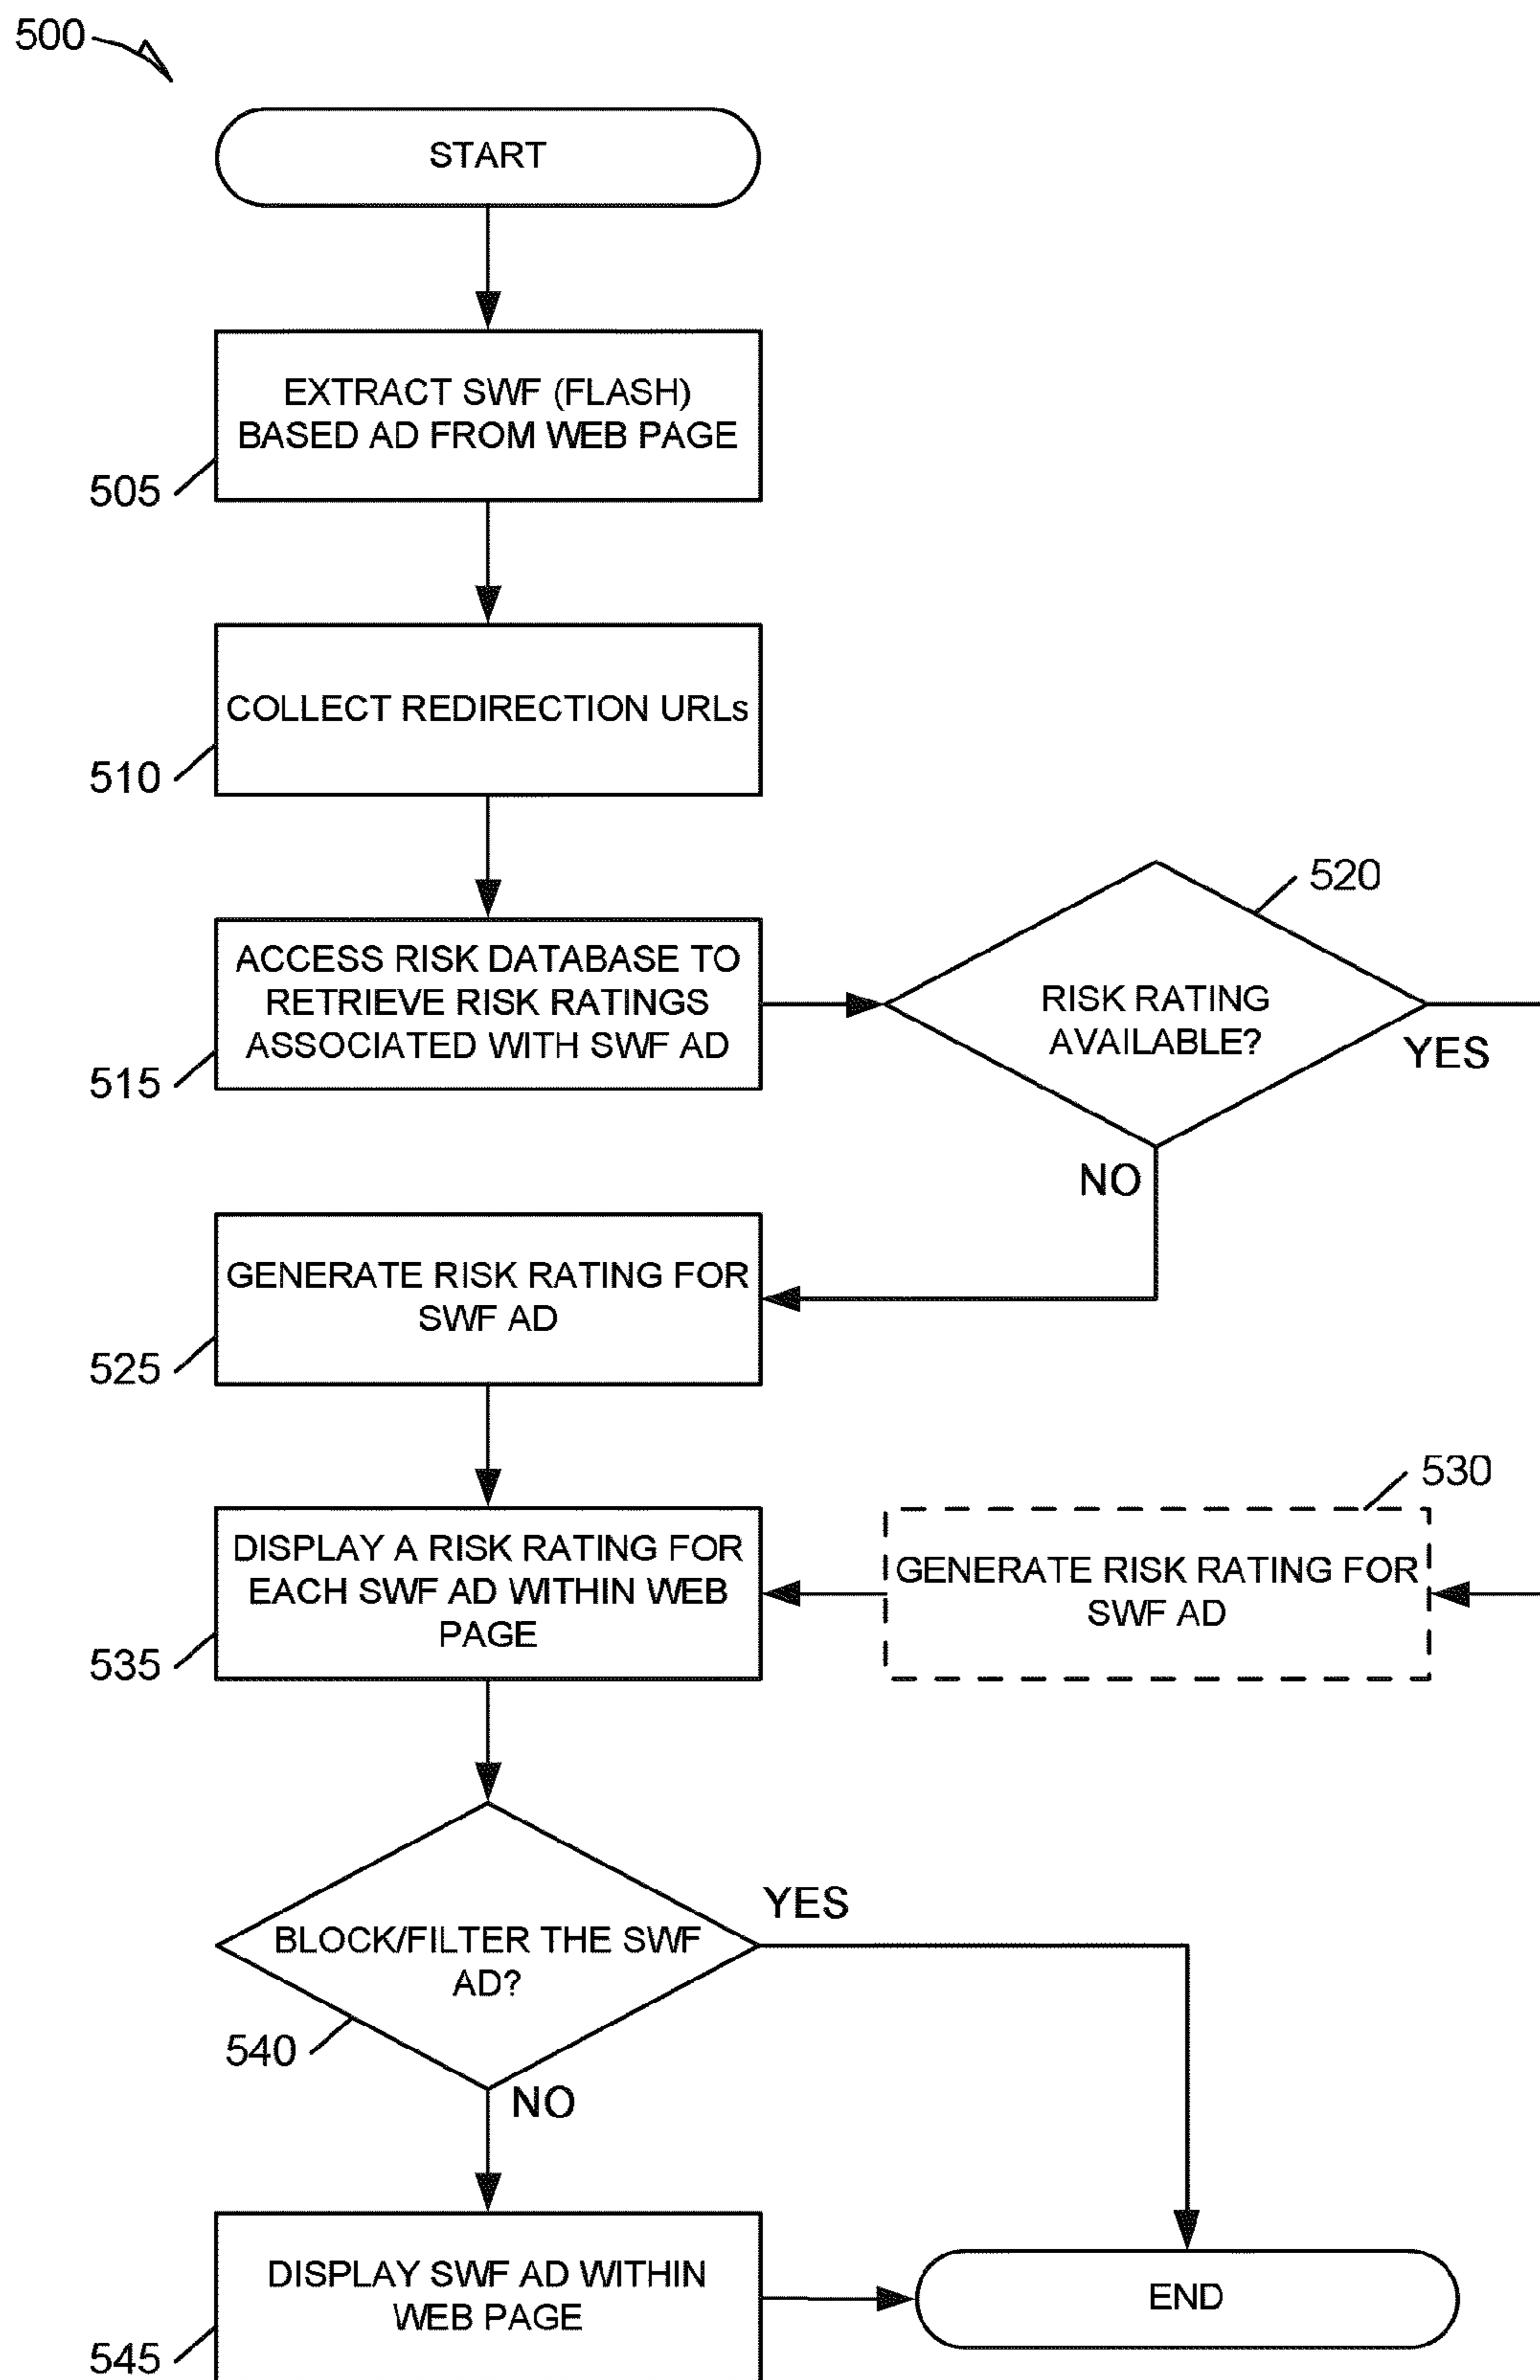 500
START
EXTRACT SWF (FLASH)
BASED AD FROM WEB PAGE
505
COLLECT REDIRECTION URLs
510
ACCESS RISK DATABASE TO
RETRIEVE RISK RATINGS
ASSOCIATED WITH SWF AD
515
520
RISK RATING
AVAILABLE?
YES
NO
GENERATE RISK RATING FOR
SWF AD
525
530
GENERATE RISK RATING FOR
SWF AD
DISPLAY A RISK RATING FOR
EACH SWF AD WITHIN WEB
PAGE
535
BLOCK/FILTER THE SWF
AD?
YES
540
NO
DISPLAY SWF AD WITHIN
WEB PAGE
545
END